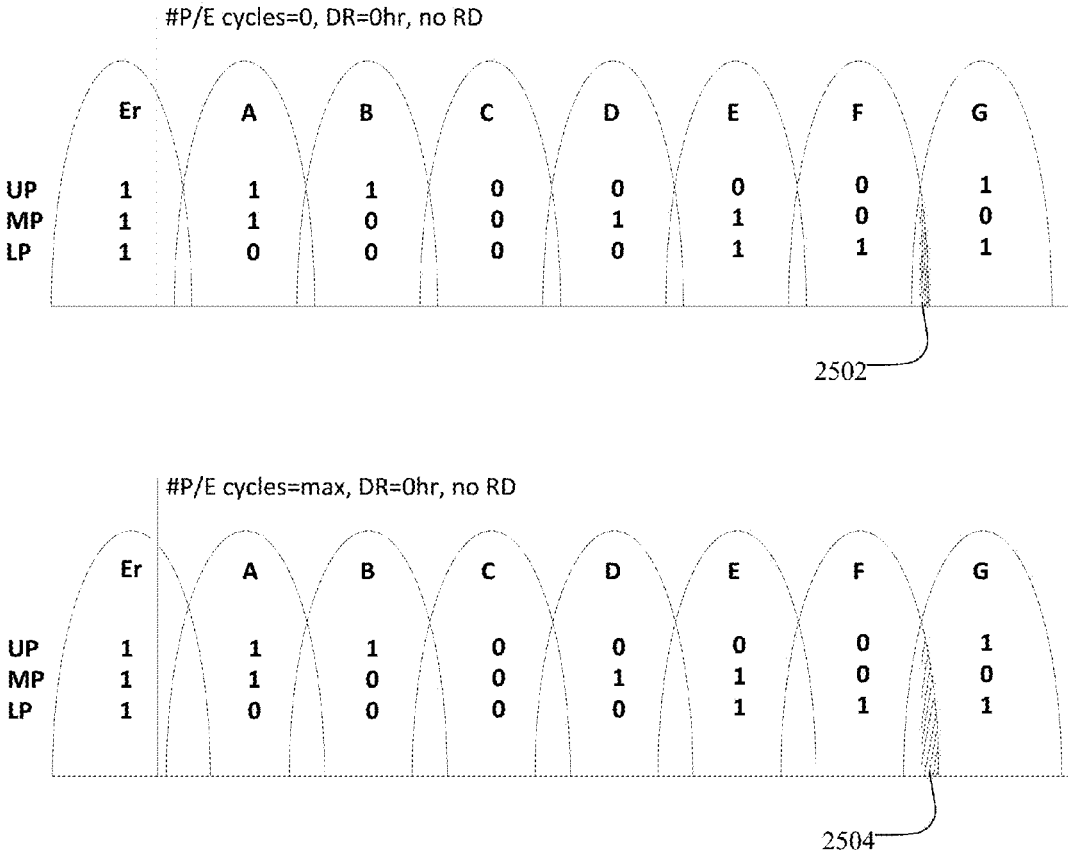 #P/E cycles=0, DR=0hr, no RD
Er A B C D E F G
UP 1 1 1 0 0 0 0 1
MP 1 1 0 0 1 1 0 0
LP 1 0 0 0 0 1 1 1
2502
#P/E cycles=max, DR=0hr, no RD
Er A B C D E F G
UP 1 1 1 0 0 0 0 1
MP 1 1 0 0 1 1 0 0
LP 1 0 0 0 0 1 1 1
2504